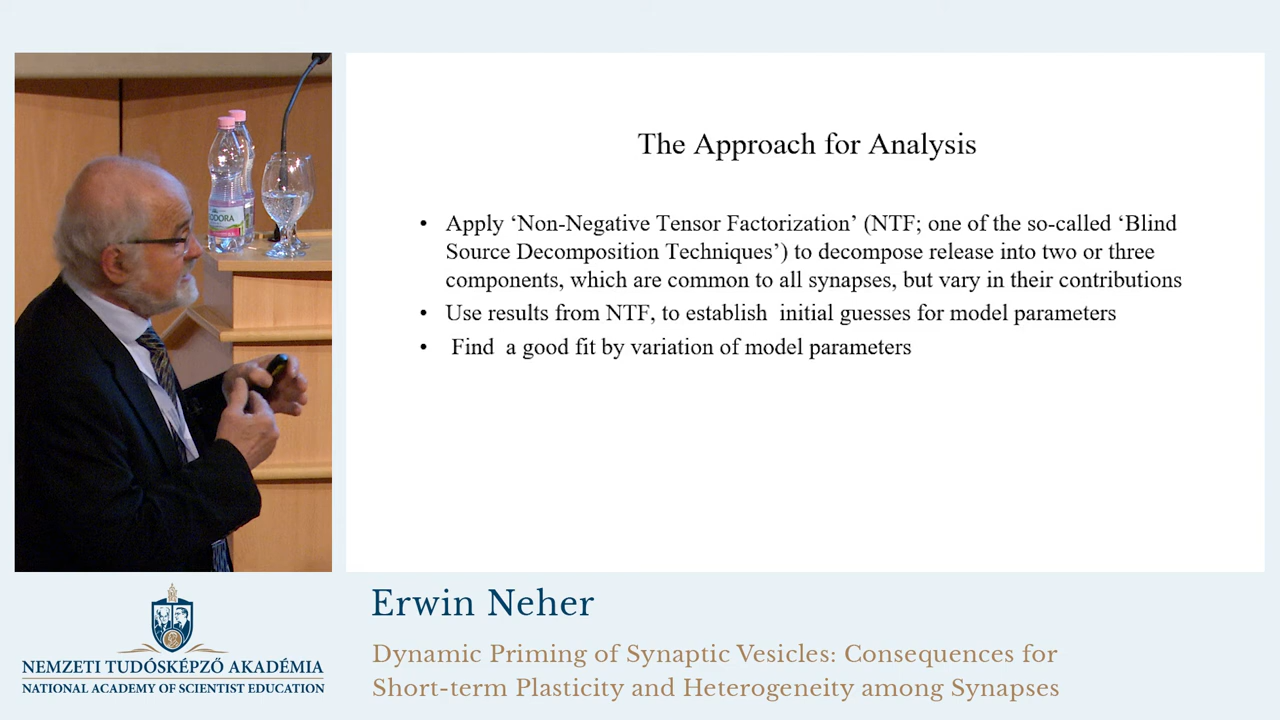 The Approach for Analysis
• Apply ‘Non-Negative Tensor Factorization’ (NTF; one of the so-called ‘Blind
Source Decomposition Techniques’) to decompose release into two or three
components, which are common to all synapses, but vary in their contributions
• Use results from NTF, to establish initial guesses for model parameters
• Find a good fit by variation of model parameters
Erwin Neher
Dynamic Priming of Synaptic Vesicles: Consequences for
Short-term Plasticity and Heterogeneity among Synapses
NEMZETI TUDÓSKÉPZŐ AKADÉMIA
NATIONAL ACADEMY OF SCIENTIST EDUCATION